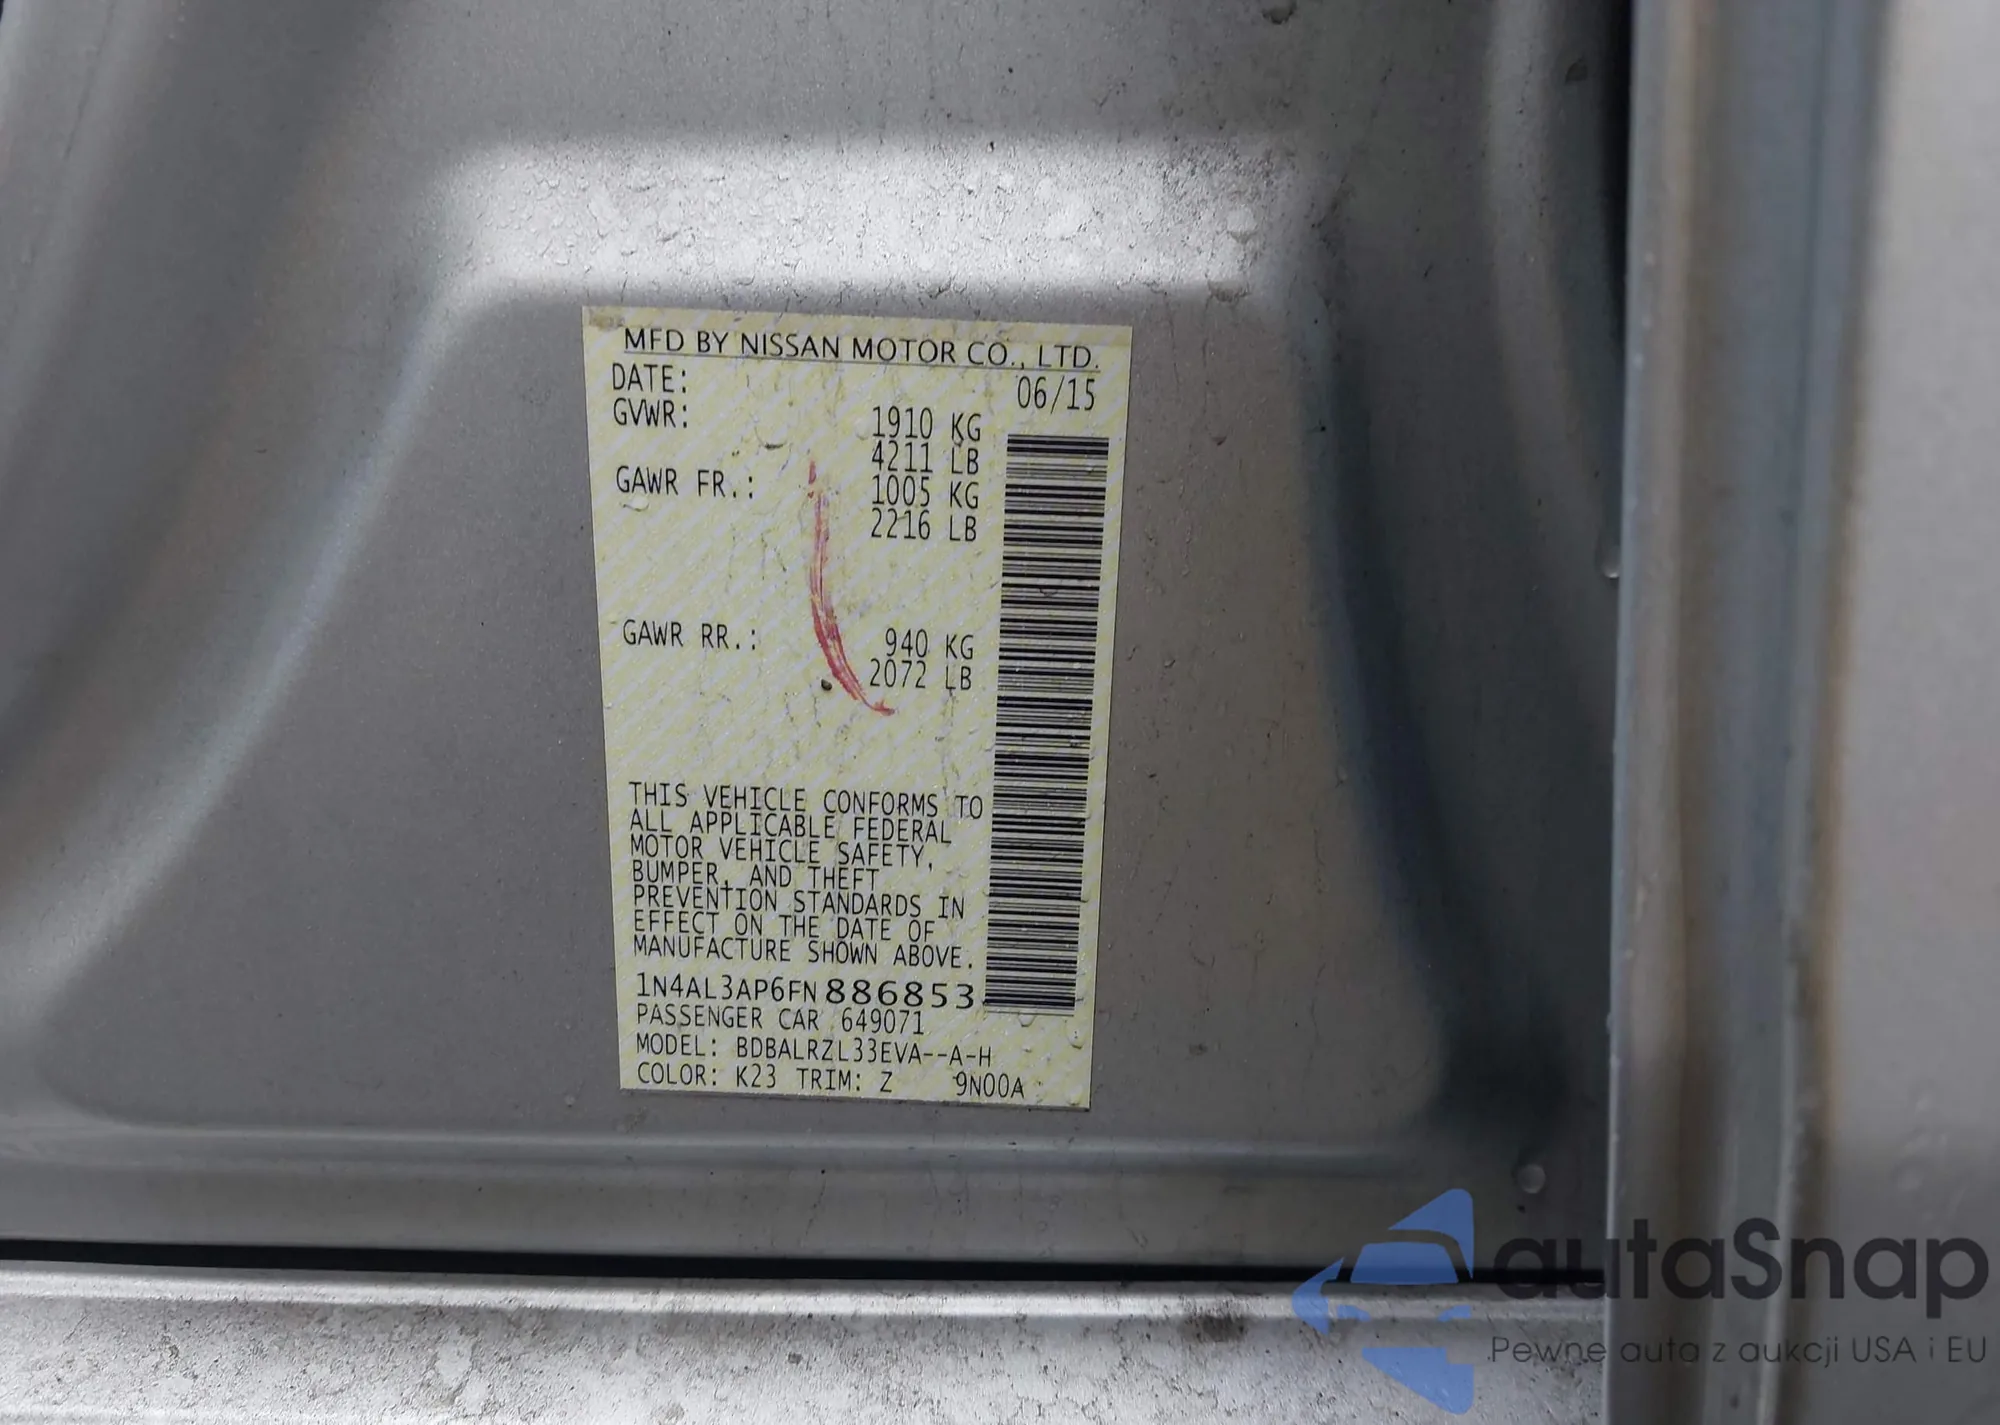 MFD BY NISSAN MOTOR CO., LTD.
DATE: 06/15
GVWR: 1910 KG
4211 LB
GAWR FR.: 1005 KG
2216 LB
GAWR RR.: 940 KG
2072 LB
THIS VEHICLE CONFORMS TO
ALL APPLICABLE FEDERAL
MOTOR VEHICLE SAFETY,
BUMPER, AND THEFT
PREVENTION STANDARDS IN
EFFECT ON THE DATE OF
MANUFACTURE SHOWN ABOVE.
1N4AL3AP6FN886853
PASSENGER CAR 649071
MODEL: BDBALRZL33EVA--A-H
COLOR: K23 TRIM: Z 9N00A
autaSnap
Pewne auta z aukcji USA i EU